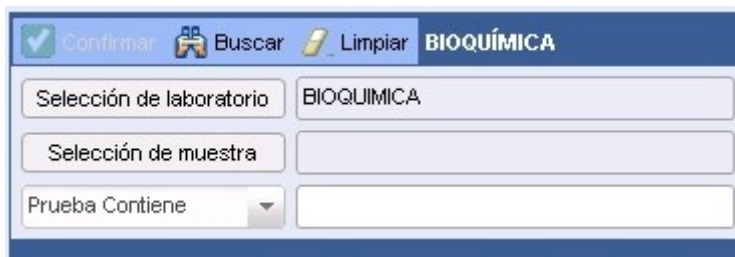 Confirmar Buscar Limpiar BIOQUÍMICA
Selección de laboratorio BIOQUIMICA
Selección de muestra
Prueba Contiene